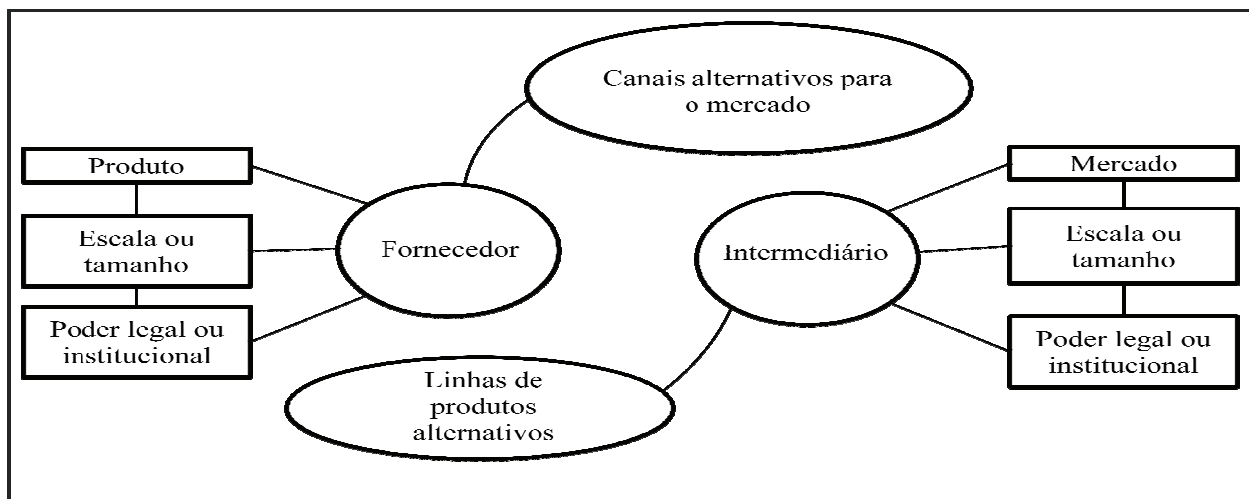 Canais alternativos para
o mercado
Produto
Escala ou
tamanho
Poder legal ou
institucional
Fornecedor
Intermediário
Mercado
Escala ou
tamanho
Poder legal ou
institucional
Linhas de
produtos
alternativos